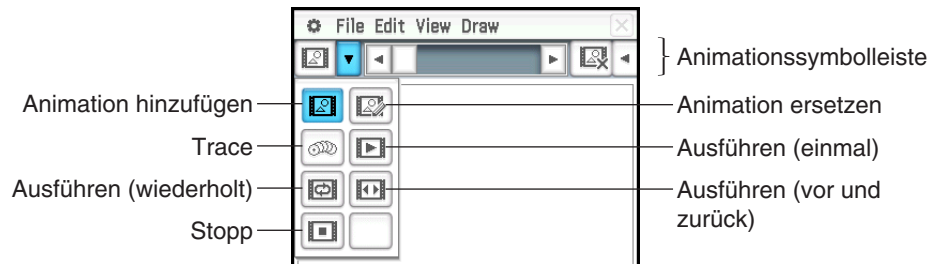 File Edit View Draw
Animationssymbolleiste
Animation hinzufügen
Animation ersetzen
Trace
Ausführen (einmal)
Ausführen (wiederholt)
Ausführen (vor und
zurück)
Stopp